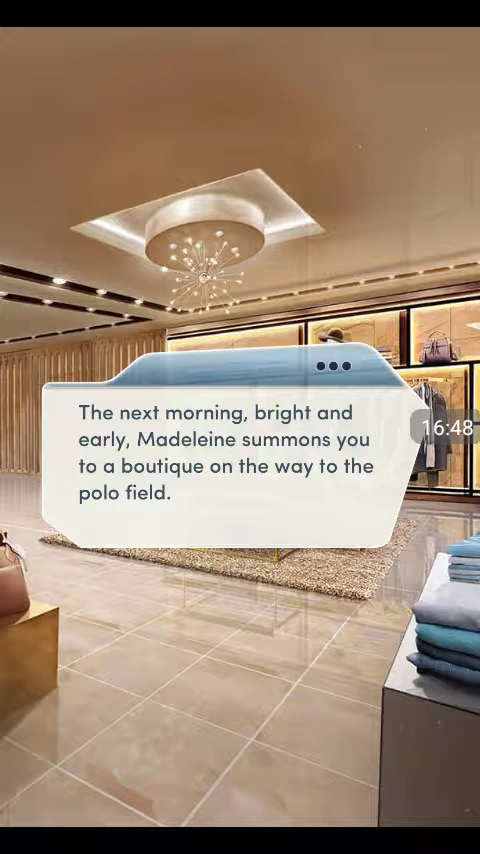 The next morning, bright and
early, Madeleine summons you
to a boutique on the way to the
polo field.
16:48